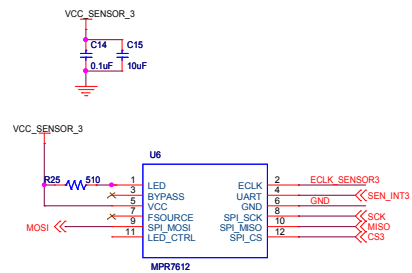 VCC_SENSOR_3
C14 C15
0.1uF 10uF
VCC_SENSOR_3
U6
R25 510 1 LED ECLK 2 ECLK_SENSOR3
3 BYPASS UART 4 SEN_INT3
5 VCC GND 6 GND
7 FSOURCE SPI_SCK 8 SCK
MOSI 9 SPI_MOSI SPI_MISO 10 MISO
11 LED_CTRL SPI_CS 12 CS3
MPR7612